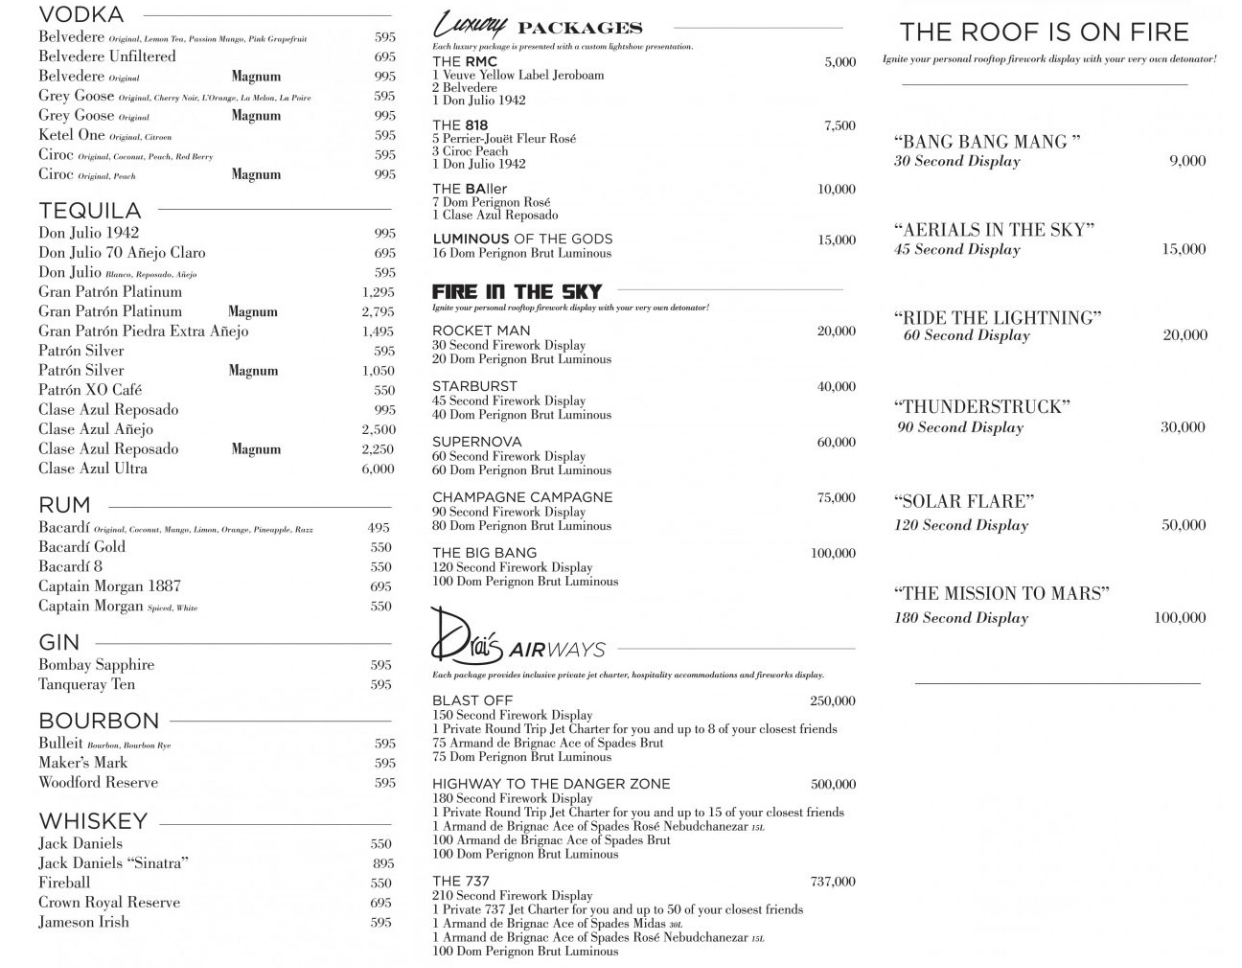 VODKA
Belvedere Original, Lemon Tea, Passion Mango, Pink Grapefruit 595
Belvedere Unfiltered 695
Belvedere Original Magnum 995
Grey Goose Original, Cherry Noir, L'Orange, La Melon, La Poire 595
Grey Goose Original Magnum 995
Ketel One Original, Citroen 595
Ciroc Original, Coconut, Peach, Red Berry 595
Ciroc Original, Peach Magnum 995
TEQUILA
Don Julio 1942 995
Don Julio 70 Añejo Claro 695
Don Julio Blanco, Reposado, Añejo 595
Gran Patrón Platinum 1,295
Gran Patrón Platinum Magnum 2,795
Gran Patrón Piedra Extra Añejo 1,495
Patrón Silver 595
Patrón Silver Magnum 1,050
Patrón XO Café 550
Clase Azul Reposado 995
Clase Azul Añejo 2,500
Clase Azul Reposado Magnum 2,250
Clase Azul Ultra 6,000
RUM
Bacardí Original, Coconut, Mango, Limon, Orange, Pineapple, Razz 495
Bacardí Gold 550
Bacardí 8 550
Captain Morgan 1887 695
Captain Morgan Spiced, White 550
GIN
Bombay Sapphire 595
Tanqueray Ten 595
BOURBON
Bulleit Bourbon, Bourbon Rye 595
Maker's Mark 595
Woodford Reserve 595
WHISKEY
Jack Daniels 550
Jack Daniels “Sinatra” 895
Fireball 550
Crown Royal Reserve 695
Jameson Irish 595
Luxury PACKAGES
Each luxury package is presented with a custom lightshow presentation.
THE RMC 5,000
1 Veuve Yellow Label Jeroboam
2 Belvedere
1 Don Julio 1942
THE 818 7,500
5 Perrier-Jouët Fleur Rosé
3 Ciroc Peach
1 Don Julio 1942
THE BAller 10,000
7 Dom Perignon Rosé
1 Clase Azul Reposado
LUMINOUS OF THE GODS 15,000
16 Dom Perignon Brut Luminous
FIRE IN THE SKY
Ignite your personal rooftop firework display with your very own detonator!
ROCKET MAN 20,000
30 Second Firework Display
20 Dom Perignon Brut Luminous
STARBURST 40,000
45 Second Firework Display
40 Dom Perignon Brut Luminous
SUPERNOVA 60,000
60 Second Firework Display
60 Dom Perignon Brut Luminous
CHAMPAGNE CAMPAGNE 75,000
90 Second Firework Display
80 Dom Perignon Brut Luminous
THE BIG BANG 100,000
120 Second Firework Display
100 Dom Perignon Brut Luminous
Drai's AIRWAYS
Each package provides inclusive private jet charter, hospitality accommodations and fireworks display.
BLAST OFF 250,000
150 Second Firework Display
1 Private Round Trip Jet Charter for you and up to 8 of your closest friends
75 Armand de Brignac Ace of Spades Brut
75 Dom Perignon Brut Luminous
HIGHWAY TO THE DANGER ZONE 500,000
180 Second Firework Display
1 Private Round Trip Jet Charter for you and up to 15 of your closest friends
1 Armand de Brignac Ace of Spades Rosé Nebudchanezar 15L
100 Armand de Brignac Ace of Spades Brut
100 Dom Perignon Brut Luminous
THE 737 737,000
210 Second Firework Display
1 Private 737 Jet Charter for you and up to 50 of your closest friends
1 Armand de Brignac Ace of Spades Midas 30L
1 Armand de Brignac Ace of Spades Rosé Nebudchanezar 15L
100 Dom Perignon Brut Luminous
THE ROOF IS ON FIRE
Ignite your personal rooftop firework display with your very own detonator!
“BANG BANG MANG ”
30 Second Display 9,000
“AERIALS IN THE SKY”
45 Second Display 15,000
“RIDE THE LIGHTNING”
60 Second Display 20,000
“THUNDERSTRUCK”
90 Second Display 30,000
“SOLAR FLARE”
120 Second Display 50,000
“THE MISSION TO MARS”
180 Second Display 100,000